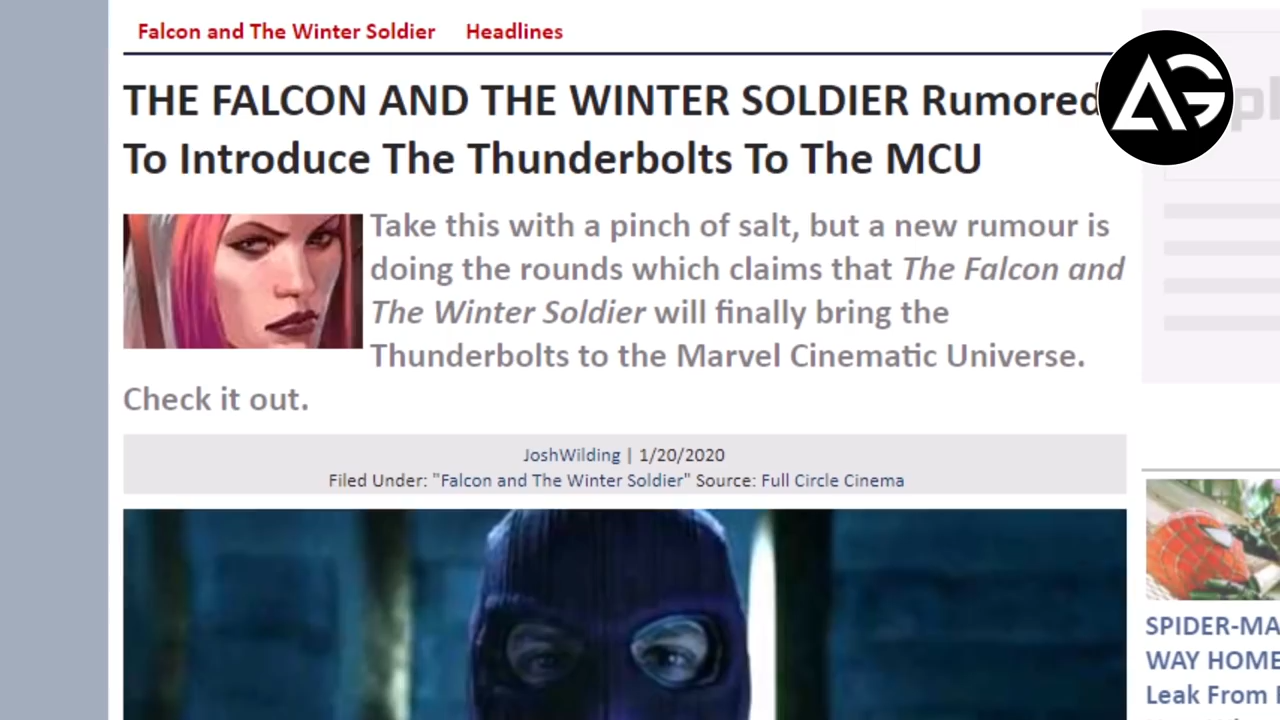 Falcon and The Winter Soldier Headlines
THE FALCON AND THE WINTER SOLDIER Rumored
To Introduce The Thunderbolts To The MCU
Take this with a pinch of salt, but a new rumour is
doing the rounds which claims that The Falcon and
The Winter Soldier will finally bring the
Thunderbolts to the Marvel Cinematic Universe.
Check it out.
JoshWilding | 1/20/2020
Filed Under: "Falcon and The Winter Soldier" Source: Full Circle Cinema
AG
SPIDER-MA
WAY HOME
Leak From